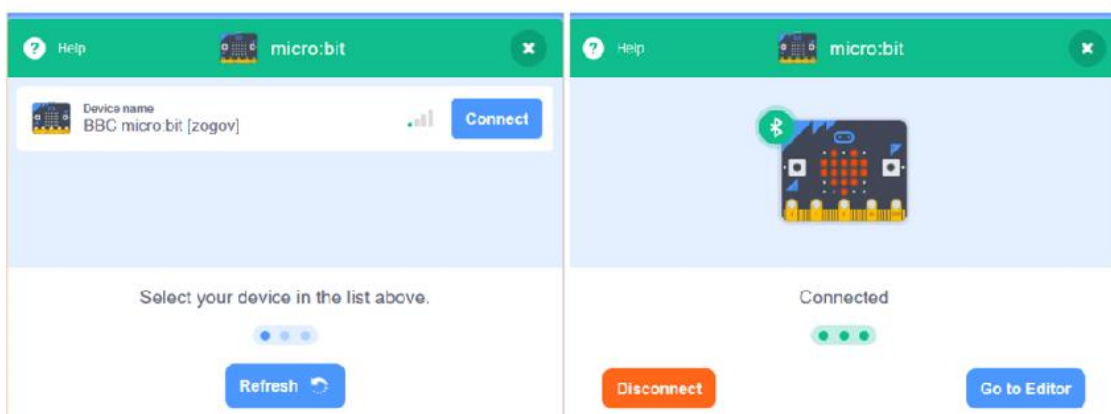 ? Help
micro:bit
x
Device name
BBC micro:bit [zogov]
Connect
Select your device in the list above.
Refresh
? Help
micro:bit
x
Connected
Disconnect
Go to Editor